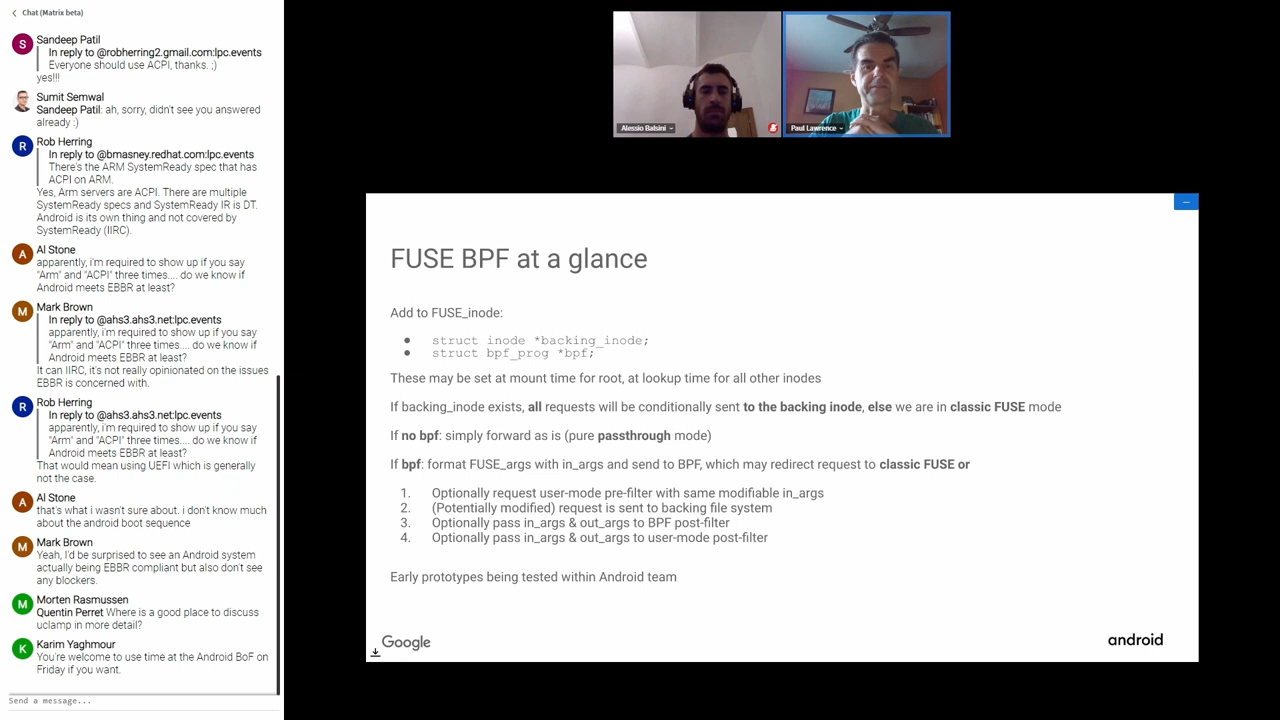 Chat (Matrix beta)
S
Sandeep Patil
In reply to @robherring2.gmail.com:lpc.events
Everyone should use ACPI, thanks. ;)
yes!!!
Sumit Semwal
Sandeep Patil: ah, sorry, didn't see you answered
already :)
R
Rob Herring
In reply to @bmasney.redhat.com:lpc.events
There's the ARM SystemReady spec that has
ACPI on ARM.
Yes, Arm servers are ACPI. There are multiple
SystemReady specs and SystemReady IR is DT.
Android is its own thing and not covered by
SystemReady (IIRC).
A
Al Stone
apparently, i'm required to show up if you say
"Arm" and "ACPI" three times.... do we know if
Android meets EBBR at least?
M
Mark Brown
In reply to @ahs3.ahs3.net:lpc.events
apparently, i'm required to show up if you say
"Arm" and "ACPI" three times.... do we know if
Android meets EBBR at least?
It can IIRC, it's not really opinionated on the issues
EBBR is concerned with.
R
Rob Herring
In reply to @ahs3.ahs3.net:lpc.events
apparently, i'm required to show up if you say
"Arm" and "ACPI" three times.... do we know if
Android meets EBBR at least?
That would mean using UEFI which is generally
not the case.
A
Al Stone
that's what i wasn't sure about. i don't know much
about the android boot sequence
M
Mark Brown
Yeah, I'd be surprised to see an Android system
actually being EBBR compliant but also don't see
any blockers.
M
Morten Rasmussen
Quentin Perret Where is a good place to discuss
uclamp in more detail?
K
Karim Yaghmour
You're welcome to use time at the Android BoF on
Friday if you want.
Send a message...
Alessio Balsini
Paul Lawrence
FUSE BPF at a glance
Add to FUSE_inode:
● struct inode *backing_inode;
● struct bpf_prog *bpf;
These may be set at mount time for root, at lookup time for all other inodes
If backing_inode exists, all requests will be conditionally sent to the backing inode, else we are in classic FUSE mode
If no bpf: simply forward as is (pure passthrough mode)
If bpf: format FUSE_args with in_args and send to BPF, which may redirect request to classic FUSE or
1. Optionally request user-mode pre-filter with same modifiable in_args
2. (Potentially modified) request is sent to backing file system
3. Optionally pass in_args & out_args to BPF post-filter
4. Optionally pass in_args & out_args to user-mode post-filter
Early prototypes being tested within Android team
Google
android